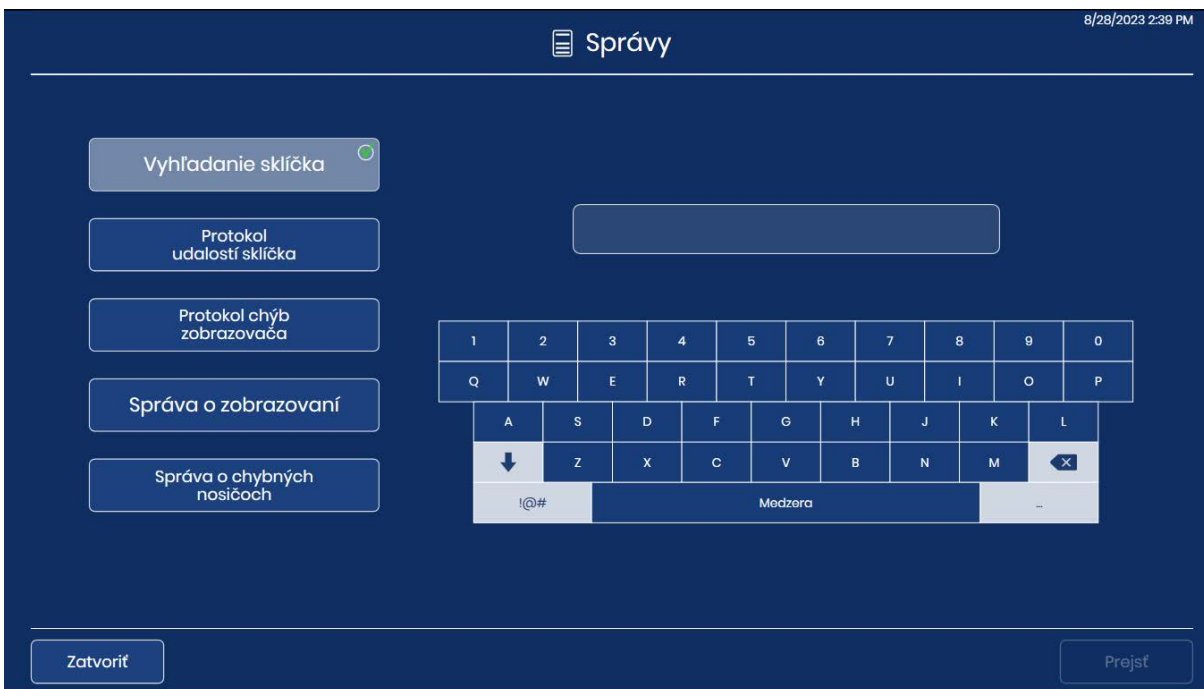 8/28/2023 2:39 PM
Správy
Vyhľadanie sklíčka
Protokol
udalostí sklíčka
Protokol chýb
zobrazovača
Správa o zobrazovaní
Správa o chybných
nosičoch
1 2 3 4 5 6 7 8 9 0
Q W E R T Y U I O P
A S D F G H J K L
Z X C V B N M
!@# Medzera ...
Zatvoriť
Prejsť